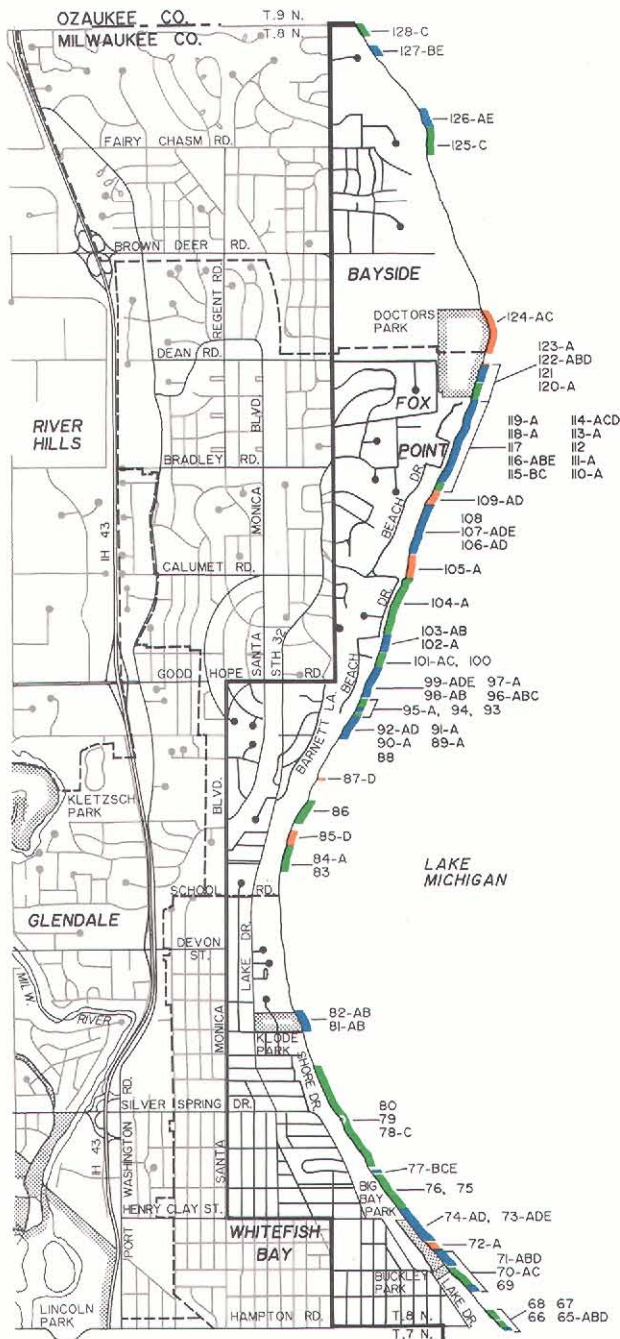 OZAUKEE CO. T.9 N.
MILWAUKEE CO. T.8 N.
128-C
127-BE
126-AE
FAIRY CHASM RD.
125-C
BROWN DEER RD.
BAYSIDE
REGENT RD.
DOCTORS
PARK
124-AC
DEAN RD.
123-A
122-ABD
121
120-A
FOX
POINT
RIVER
HILLS
BLVD.
119-A 114-ACD
118-A 113-A
117 112
116-ABE 111-A
115-BC 110-A
BRADLEY RD.
BEACH DR.
109-AD
IH 43
MONICA
108
107-ADE
106-AD
CALUMET RD.
105-A
104-A
SANTA
STH 32
BEACH DR.
103-AB
102-A
GOOD HOPE RD.
101-AC, 100
BARNETT LA.
99-ADE 97-A
98-AB 96-ABC
95-A, 94, 93
92-AD 91-A
90-A 89-A
88
87-D
KLETZSCH
PARK
BLVD.
86
85-D
84-A
83
LAKE
MICHIGAN
SCHOOL RD.
GLENDALE
DEVON
ST.
LAKE DR.
MILW.
RIVER
MONICA
82-AB
81-AB
KLODE
PARK
SHORE DR.
SILVER SPRING DR.
80
79
78-C
IH 43
PORT WASHINGTON RD.
SANTA
77-BCE
76, 75
BIG
BAY
PARK
HENRY CLAY ST.
74-AD, 73-ADE
WHITEFISH
BAY
72-A
71-ABD
70-AC
69
BUCKLEY
PARK
LAKE DR.
LINCOLN
PARK
HAMPTON RD.
68 67
66 65-ABD
T.8 N.
T.7 N.